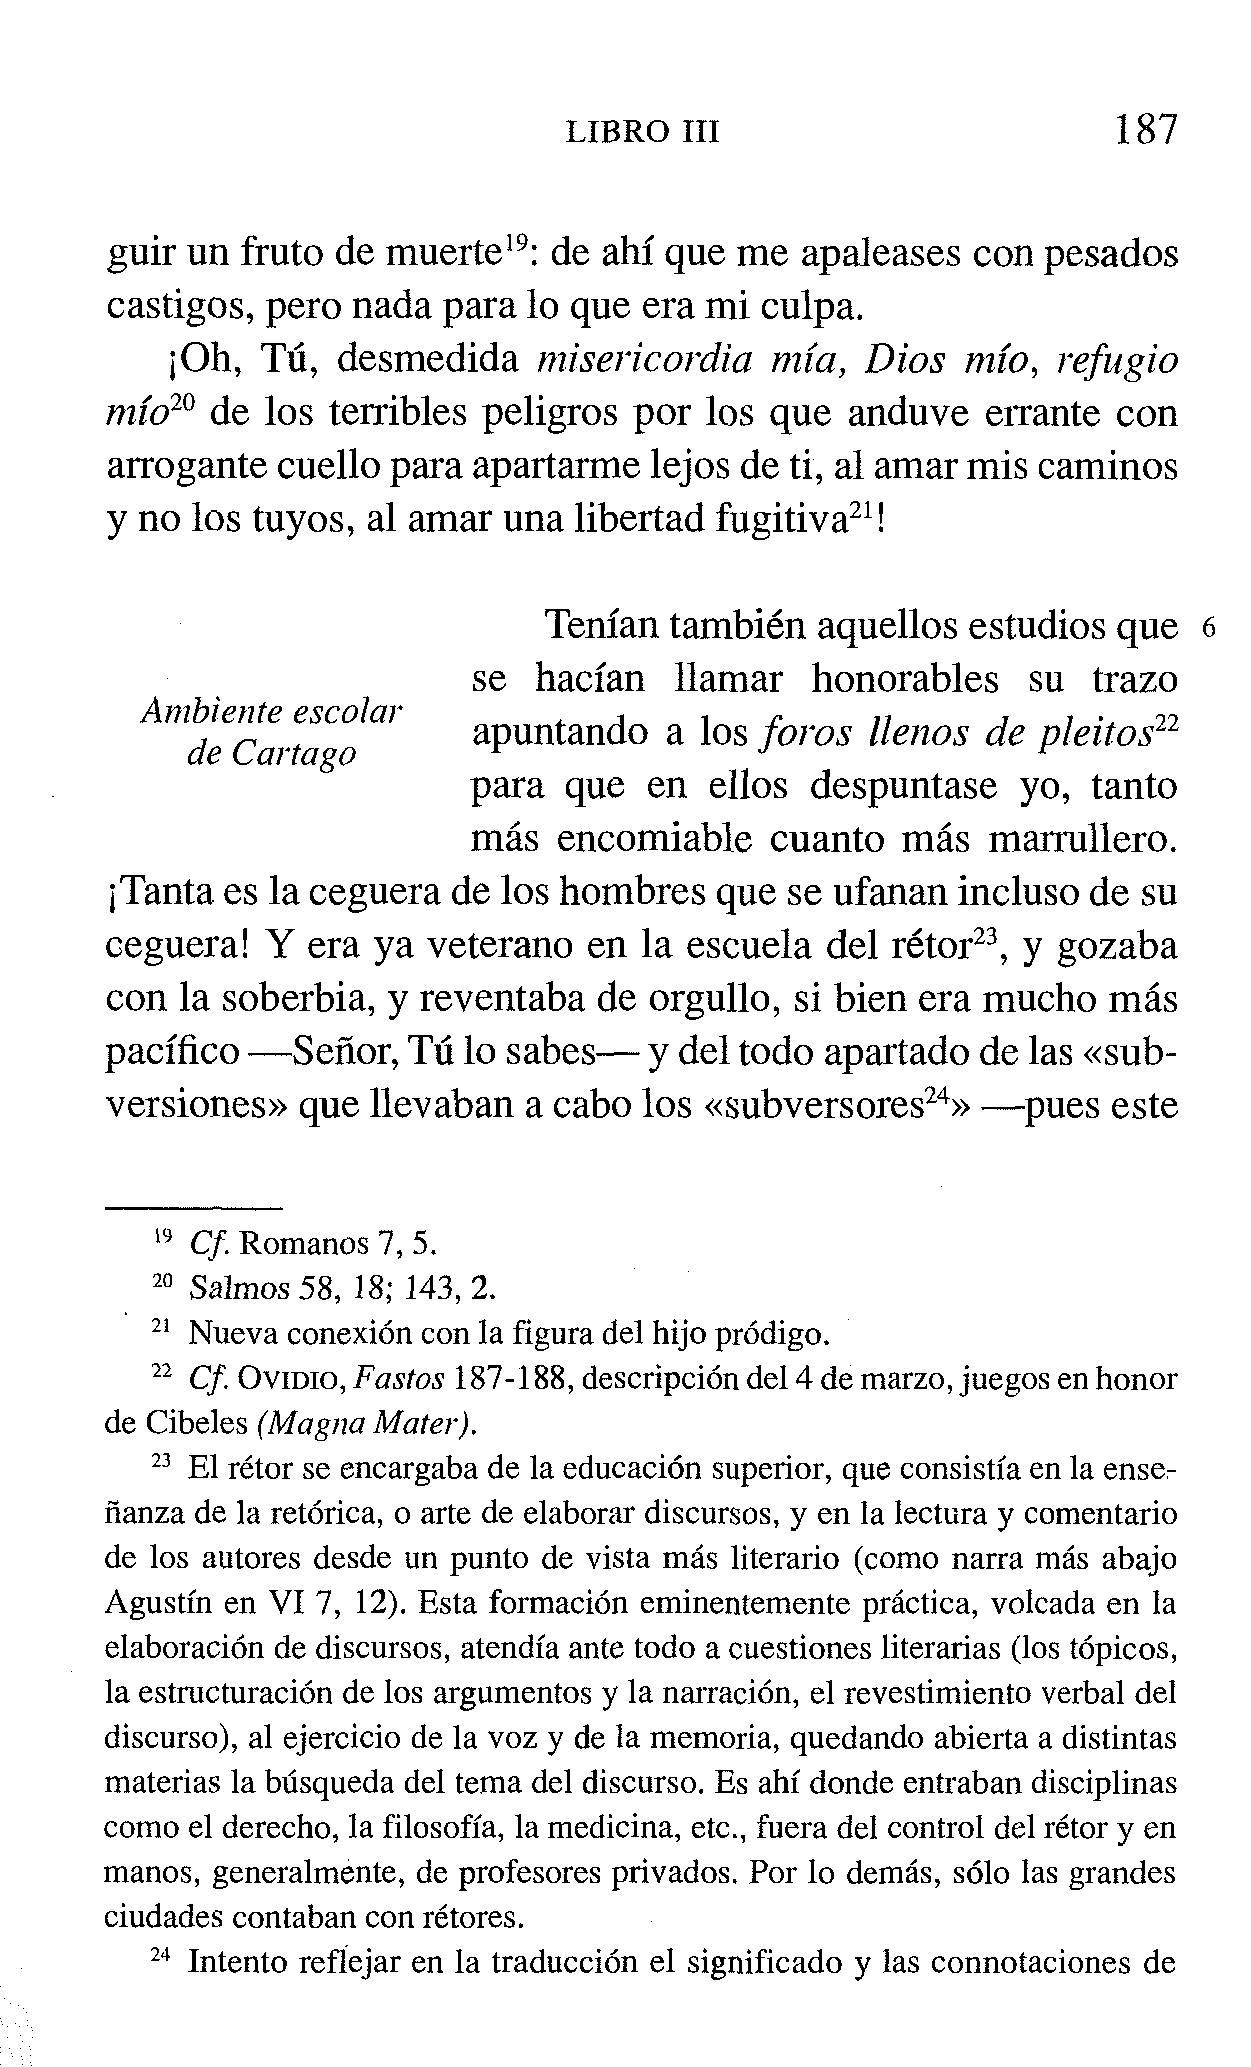 LIBRO III 187
guir un fruto de muerte¹⁹: de ahí que me apaleases con pesados
castigos, pero nada para lo que era mi culpa.
¡Oh, Tú, desmedida misericordia mía, Dios mío, refugio
mío²⁰ de los terribles peligros por los que anduve errante con
arrogante cuello para apartarme lejos de ti, al amar mis caminos
y no los tuyos, al amar una libertad fugitiva²¹!
Ambiente escolar
de Cartago
Tenían también aquellos estudios que 6
se hacían llamar honorables su trazo
apuntando a los foros llenos de pleitos²²
para que en ellos despuntase yo, tanto
más encomiable cuanto más marrullero.
¡Tanta es la ceguera de los hombres que se ufanan incluso de su
ceguera! Y era ya veterano en la escuela del rétor²³, y gozaba
con la soberbia, y reventaba de orgullo, si bien era mucho más
pacífico —Señor, Tú lo sabes— y del todo apartado de las «sub-
versiones» que llevaban a cabo los «subversores²⁴» —pues este
¹⁹ Cf. Romanos 7, 5.
²⁰ Salmos 58, 18; 143, 2.
²¹ Nueva conexión con la figura del hijo pródigo.
²² Cf. OVIDIO, Fastos 187-188, descripción del 4 de marzo, juegos en honor
de Cibeles (Magna Mater).
²³ El rétor se encargaba de la educación superior, que consistía en la ense-
ñanza de la retórica, o arte de elaborar discursos, y en la lectura y comentario
de los autores desde un punto de vista más literario (como narra más abajo
Agustín en VI 7, 12). Esta formación eminentemente práctica, volcada en la
elaboración de discursos, atendía ante todo a cuestiones literarias (los tópicos,
la estructuración de los argumentos y la narración, el revestimiento verbal del
discurso), al ejercicio de la voz y de la memoria, quedando abierta a distintas
materias la búsqueda del tema del discurso. Es ahí donde entraban disciplinas
como el derecho, la filosofía, la medicina, etc., fuera del control del rétor y en
manos, generalmente, de profesores privados. Por lo demás, sólo las grandes
ciudades contaban con rétores.
²⁴ Intento reflejar en la traducción el significado y las connotaciones de